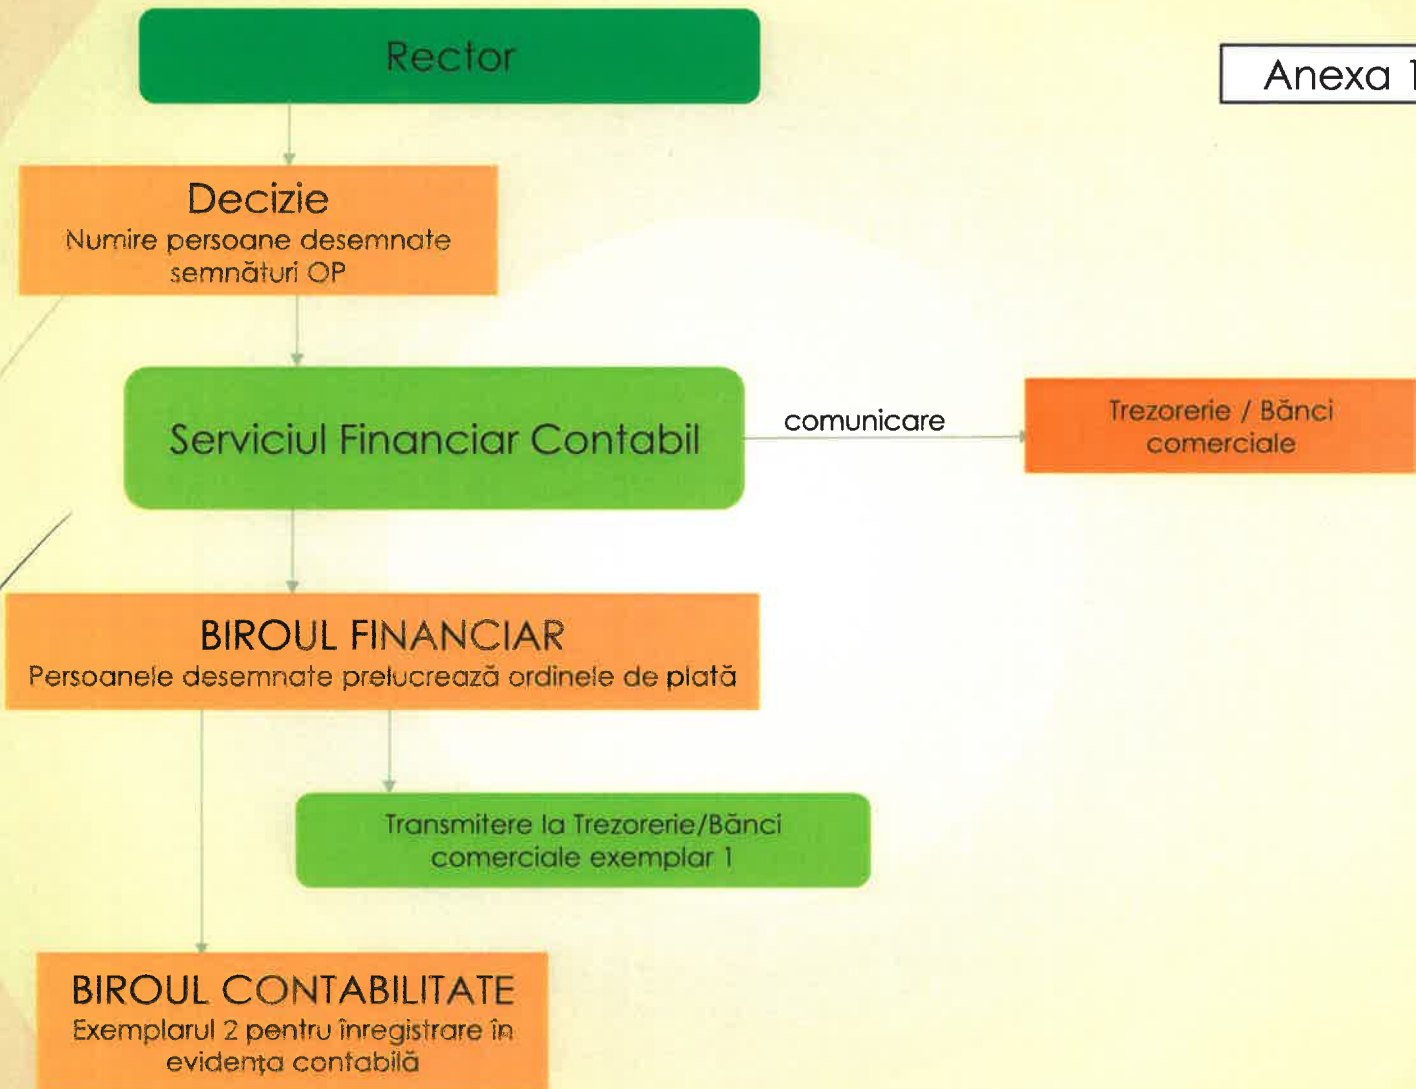 Rector
Anexa 1
Decizie
Numire persoane desemnate
semnături OP
Serviciul Financiar Contabil
comunicare
Trezorerie / Bănci
comerciale
BIROUL FINANCIAR
Persoanele desemnate prelucrează ordinele de plată
Transmitere la Trezorerie/Bănci
comerciale exemplar 1
BIROUL CONTABILITATE
Exemplarul 2 pentru înregistrare în
evidența contabilă